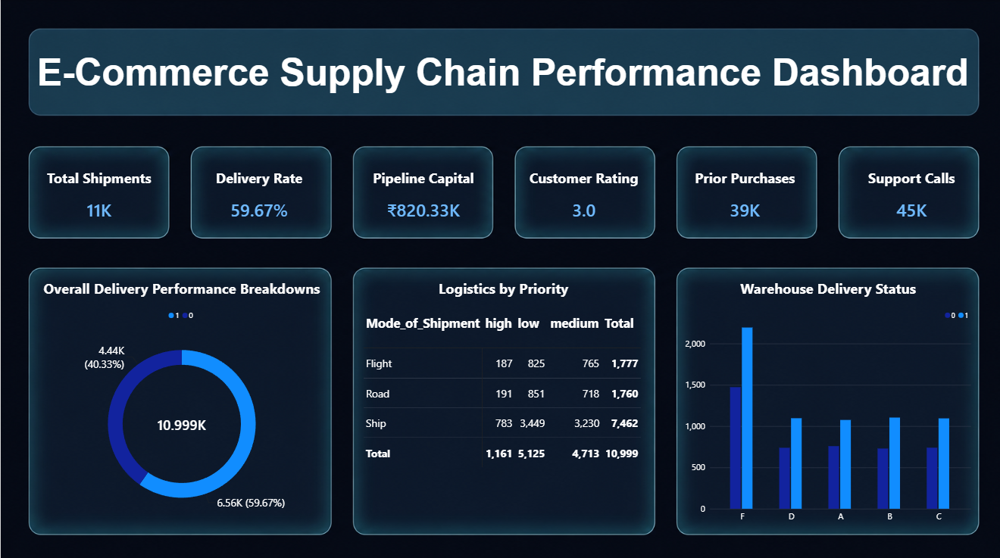 E-Commerce Supply Chain Performance Dashboard
Total Shipments
11K
Delivery Rate
59.67%
Pipeline Capital
₹820.33K
Customer Rating
3.0
Prior Purchases
39K
Support Calls
45K
Overall Delivery Performance Breakdowns
1 0
4.44K
(40.33%)
10.999K
6.56K (59.67%)
Logistics by Priority
Mode_of_Shipment high low medium Total
Flight 187 825 765 1,777
Road 191 851 718 1,760
Ship 783 3,449 3,230 7,462
Total 1,161 5,125 4,713 10,999
Warehouse Delivery Status
0 1
2,000
1,500
1,000
500
0
F D A B C